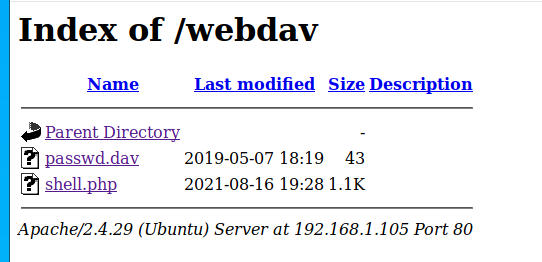 Index of /webdav
Name Last modified Size Description
Parent Directory -
passwd.dav 2019-05-07 18:19 43
shell.php 2021-08-16 19:28 1.1K
Apache/2.4.29 (Ubuntu) Server at 192.168.1.105 Port 80